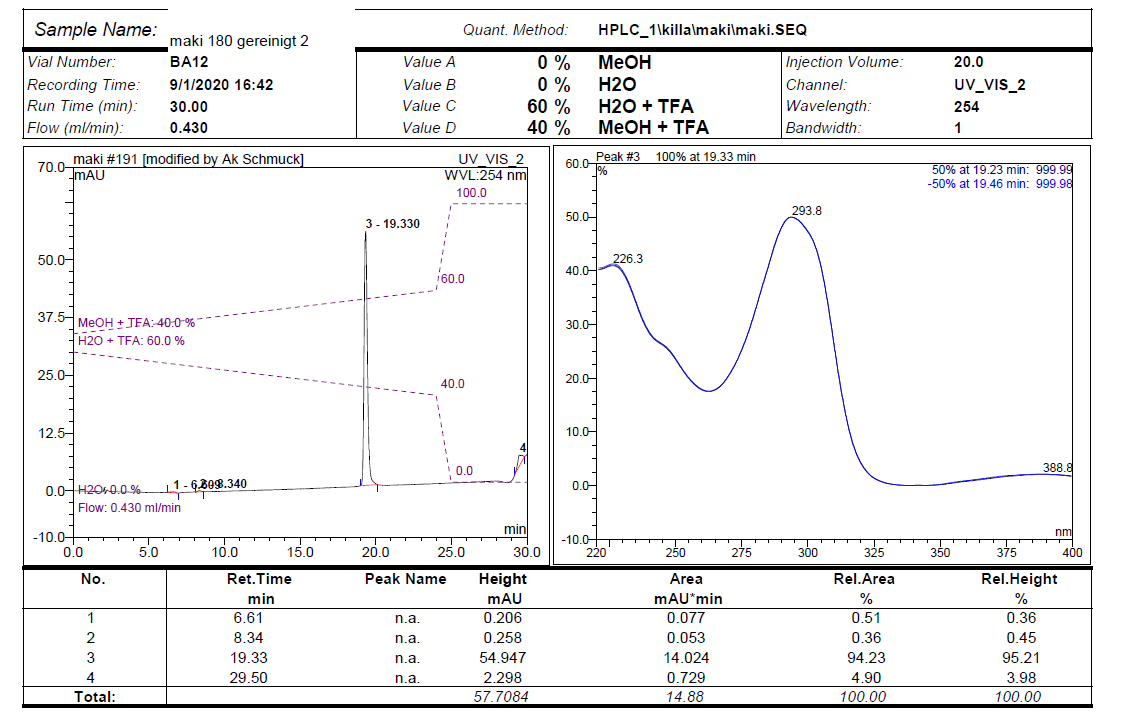 Sample Name: maki 180 gereinigt 2 Quant. Method: HPLC_1\killa\maki\maki.SEQ
Vial Number: BA12 Value A 0 % MeOH Injection Volume: 20.0
Recording Time: 9/1/2020 16:42 Value B 0 % H2O Channel: UV_VIS_2
Run Time (min): 30.00 Value C 60 % H2O + TFA Wavelength: 254
Flow (ml/min): 0.430 Value D 40 % MeOH + TFA Bandwidth: 1
maki #191 [modified by Ak Schmuck] UV_VIS_2
70.0
mAU WVL:254 nm
100.0
3 - 19.330
50.0
60.0
37.5
MeOH + TFA: 40.0 %
H2O + TFA: 60.0 %
25.0
40.0
12.5
4
0.0
0.0
H2O: 0.0 % 1 - 6.609 2 - 8.340
Flow: 0.430 ml/min
min
-10.0
0.0 5.0 10.0 15.0 20.0 25.0 30.0
Peak #3 100% at 19.33 min
60.0
% 50% at 19.23 min: 999.99
-50% at 19.46 min: 999.98
293.8
50.0
226.3
40.0
30.0
20.0
10.0
388.8
0.0
nm
-10.0
220 250 275 300 325 350 375 400
No. Ret.Time Peak Name Height Area Rel.Area Rel.Height
min mAU mAU*min % %
1 6.61 n.a. 0.206 0.077 0.51 0.36
2 8.34 n.a. 0.258 0.053 0.36 0.45
3 19.33 n.a. 54.947 14.024 94.23 95.21
4 29.50 n.a. 2.298 0.729 4.90 3.98
Total: 57.7084 14.88 100.00 100.00